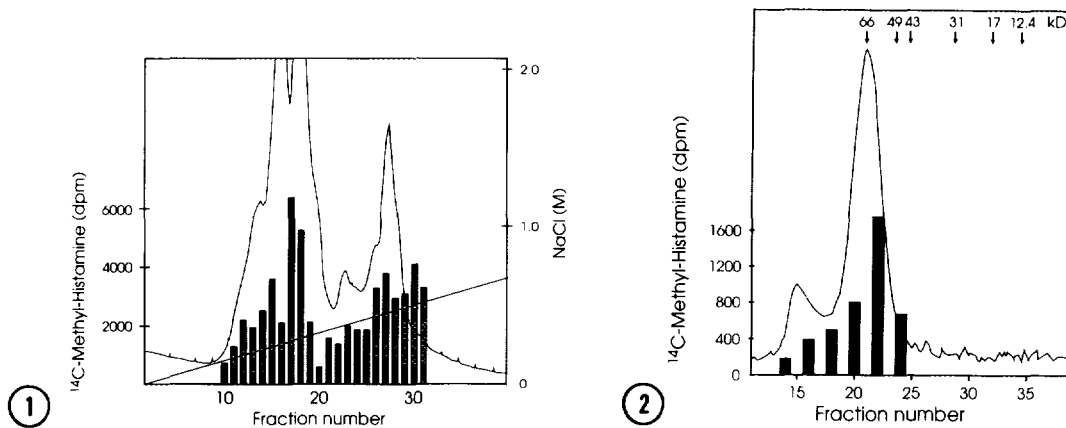 2.0
6000
4000
2000
1.0
0
10
20
30
40
¹⁴C-Methyl-Histamine (dpm)
NaCl (M)
Fraction number
1
66 49 43 31 17 12.4 kD
1600
1200
800
400
0
15 20 25 30 35
¹⁴C-Methyl-Histamine (dpm)
Fraction number
2